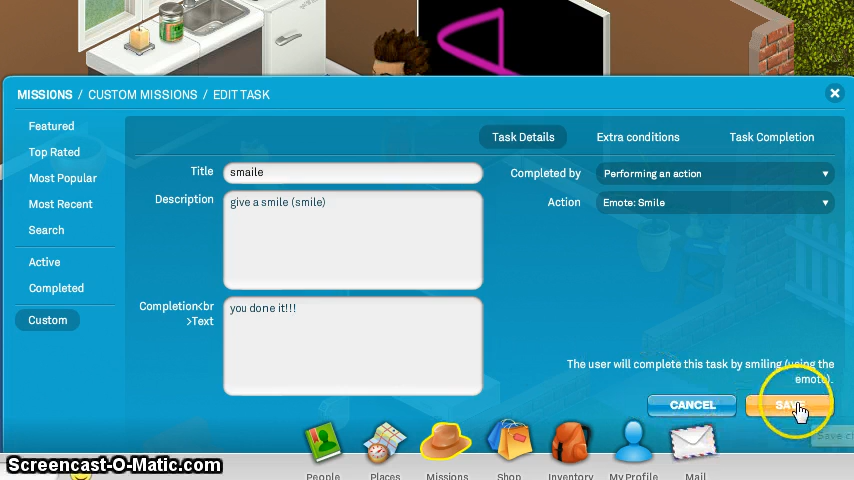 MISSIONS / CUSTOM MISSIONS / EDIT TASK
Featured
Top Rated
Most Popular
Most Recent
Search
Active
Completed
Custom
Task Details
Extra conditions
Task Completion
Title
smaile
Description
give a smile (smile)
Completion<br
>Text
you done it!!!
Completed by
Performing an action
Action
Emote: Smile
The user will complete this task by smiling (using the
emote).
CANCEL
SAVE
People
Places
Missions
Shop
Inventory
My Profile
Mail
Screencast-O-Matic.com